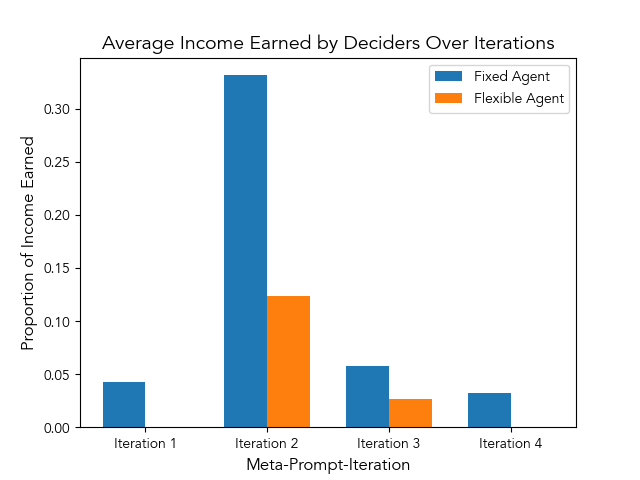 Average Income Earned by Deciders Over Iterations
Fixed Agent
Flexible Agent
Proportion of Income Earned
0.30
0.25
0.20
0.15
0.10
0.05
0.00
Iteration 1
Iteration 2
Iteration 3
Iteration 4
Meta-Prompt-Iteration